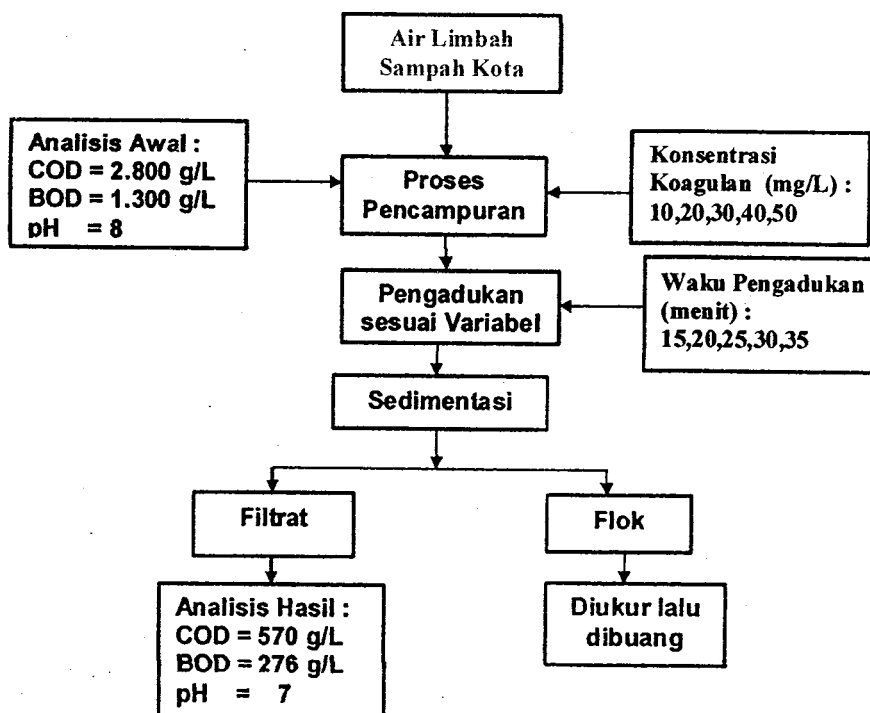 Air Limbah
Sampah Kota
Analisis Awal :
COD = 2.800 g/L
BOD = 1.300 g/L
pH = 8
Proses
Pencampuran
Konsentrasi
Koagulan (mg/L) :
10,20,30,40,50
Pengadukan
sesuai Variabel
Waku Pengadukan
(menit) :
15,20,25,30,35
Sedimentasi
Filtrat
Flok
Analisis Hasil :
COD = 570 g/L
BOD = 276 g/L
pH = 7
Diukur lalu
dibuang